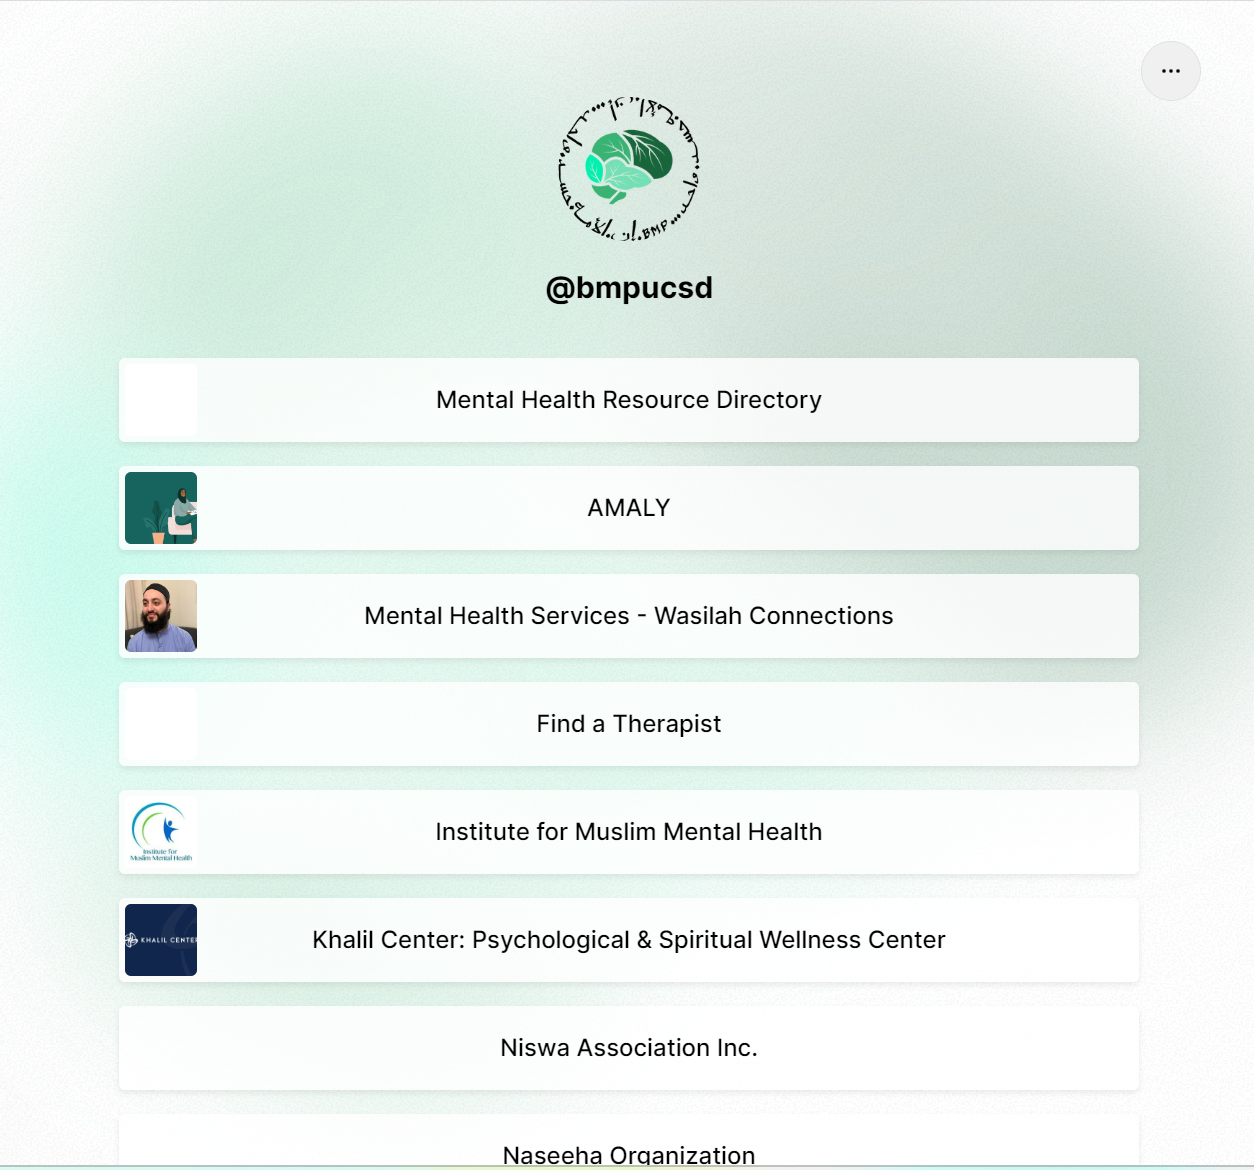 BMP
@bmpucsd
Mental Health Resource Directory
AMALY
Mental Health Services - Wasilah Connections
Find a Therapist
Institute for
Muslim Mental Health
Institute for Muslim Mental Health
KHALIL CENTER
Khalil Center: Psychological & Spiritual Wellness Center
Niswa Association Inc.
Naseeha Organization